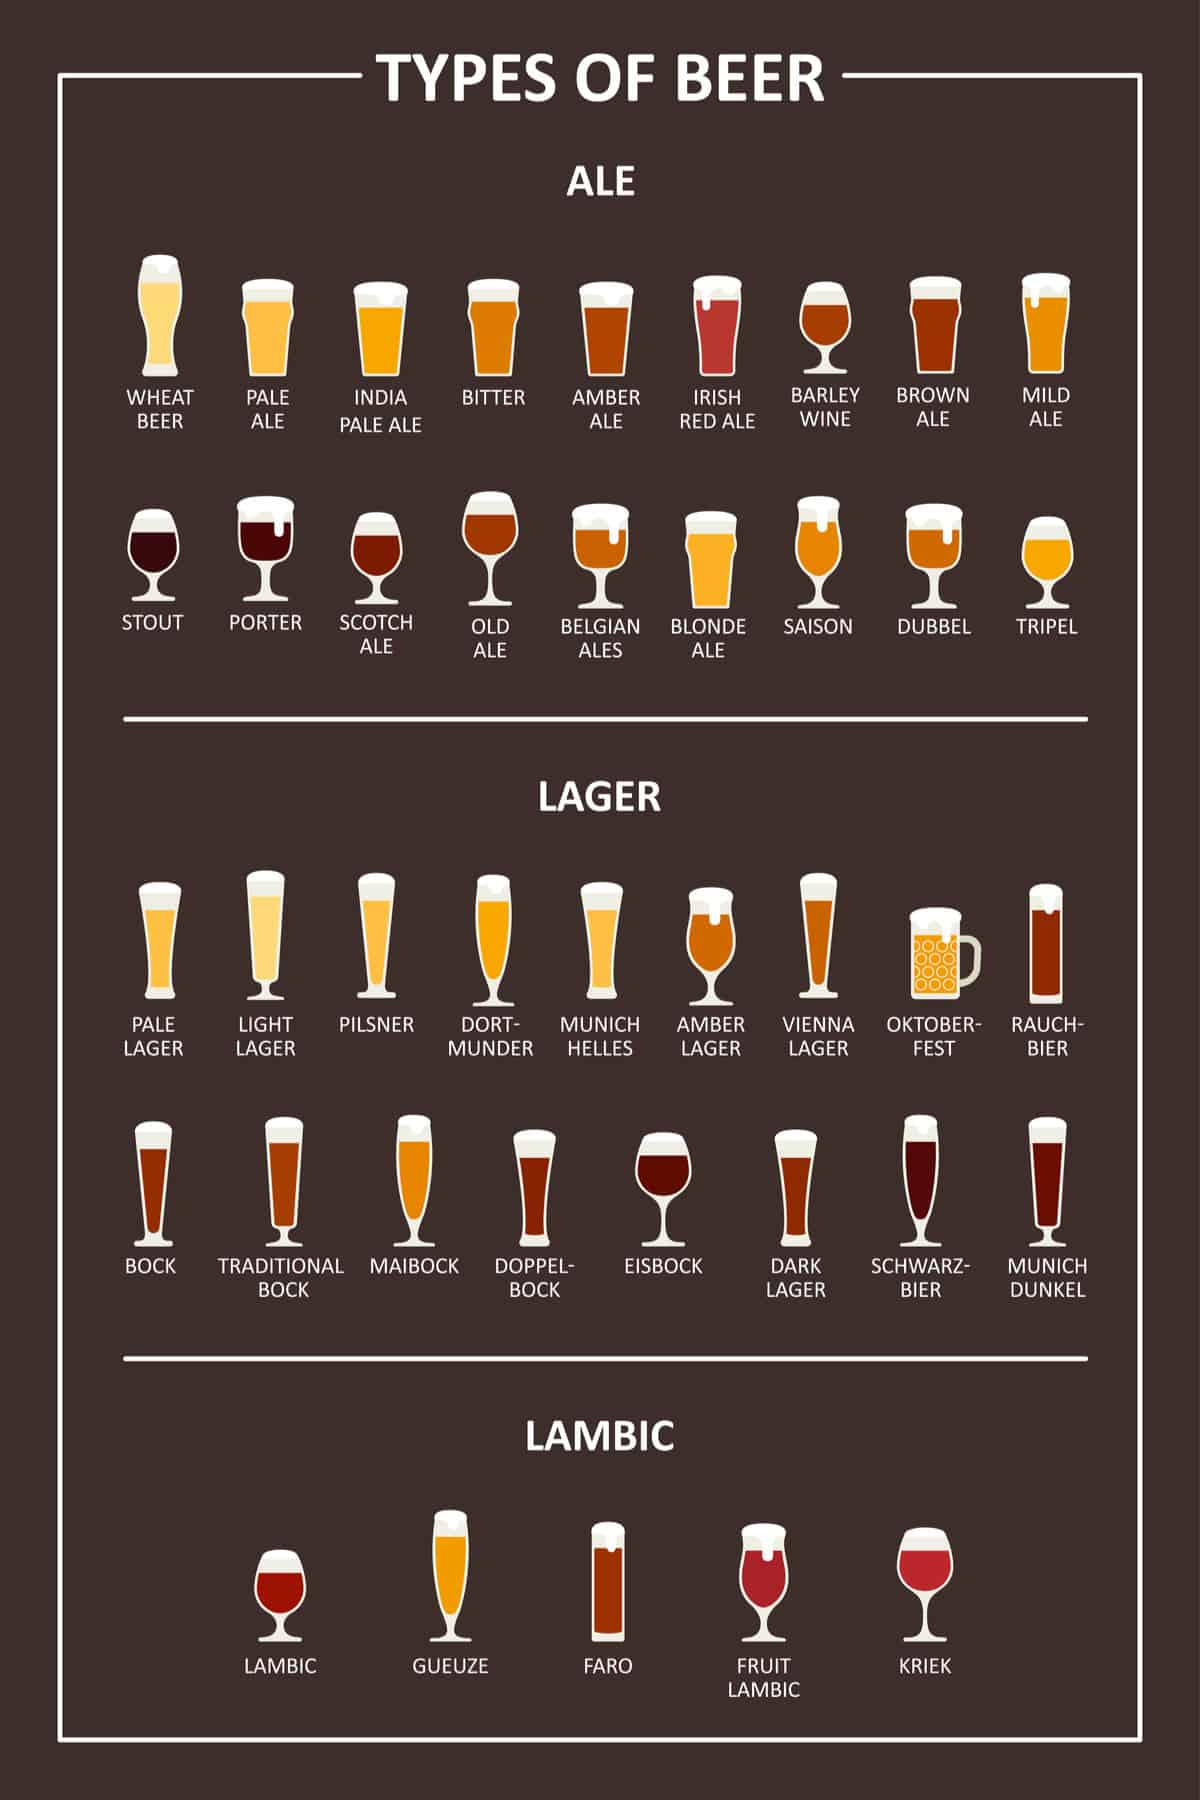 TYPES OF BEER
ALE
WHEAT
BEER
PALE
ALE
INDIA
PALE ALE
BITTER
AMBER
ALE
IRISH
RED ALE
BARLEY
WINE
BROWN
ALE
MILD
ALE
STOUT
PORTER
SCOTCH
ALE
OLD
ALE
BELGIAN
ALES
BLONDE
ALE
SAISON
DUBBEL
TRIPEL
LAGER
PALE
LAGER
LIGHT
LAGER
PILSNER
DORT-
MUNDER
MUNICH
HELLES
AMBER
LAGER
VIENNA
LAGER
OKTOBER-
FEST
RAUCH-
BIER
BOCK
TRADITIONAL
BOCK
MAIBOCK
DOPPEL-
BOCK
EISBOCK
DARK
LAGER
SCHWARZ-
BIER
MUNICH
DUNKEL
LAMBIC
LAMBIC
GUEUZE
FARO
FRUIT
LAMBIC
KRIEK